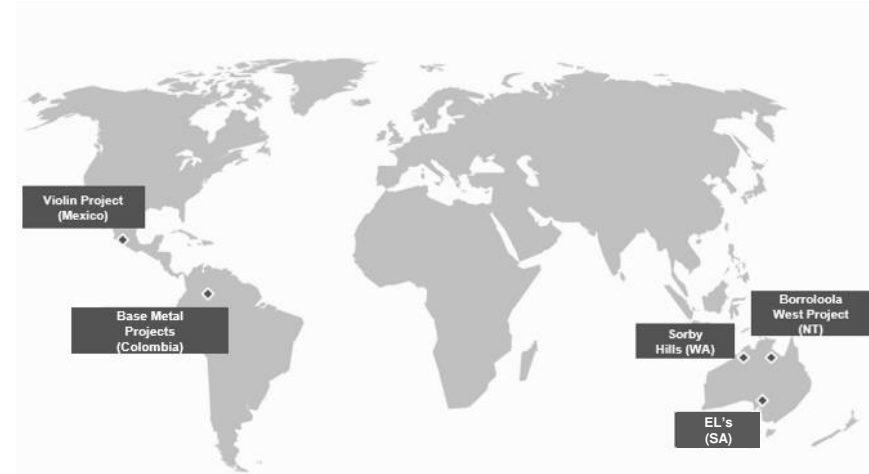 Violin Project
(Mexico)
Base Metal
Projects
(Colombia)
Borroloola
West Project
(NT)
Sorby
Hills (WA)
EL's
(SA)